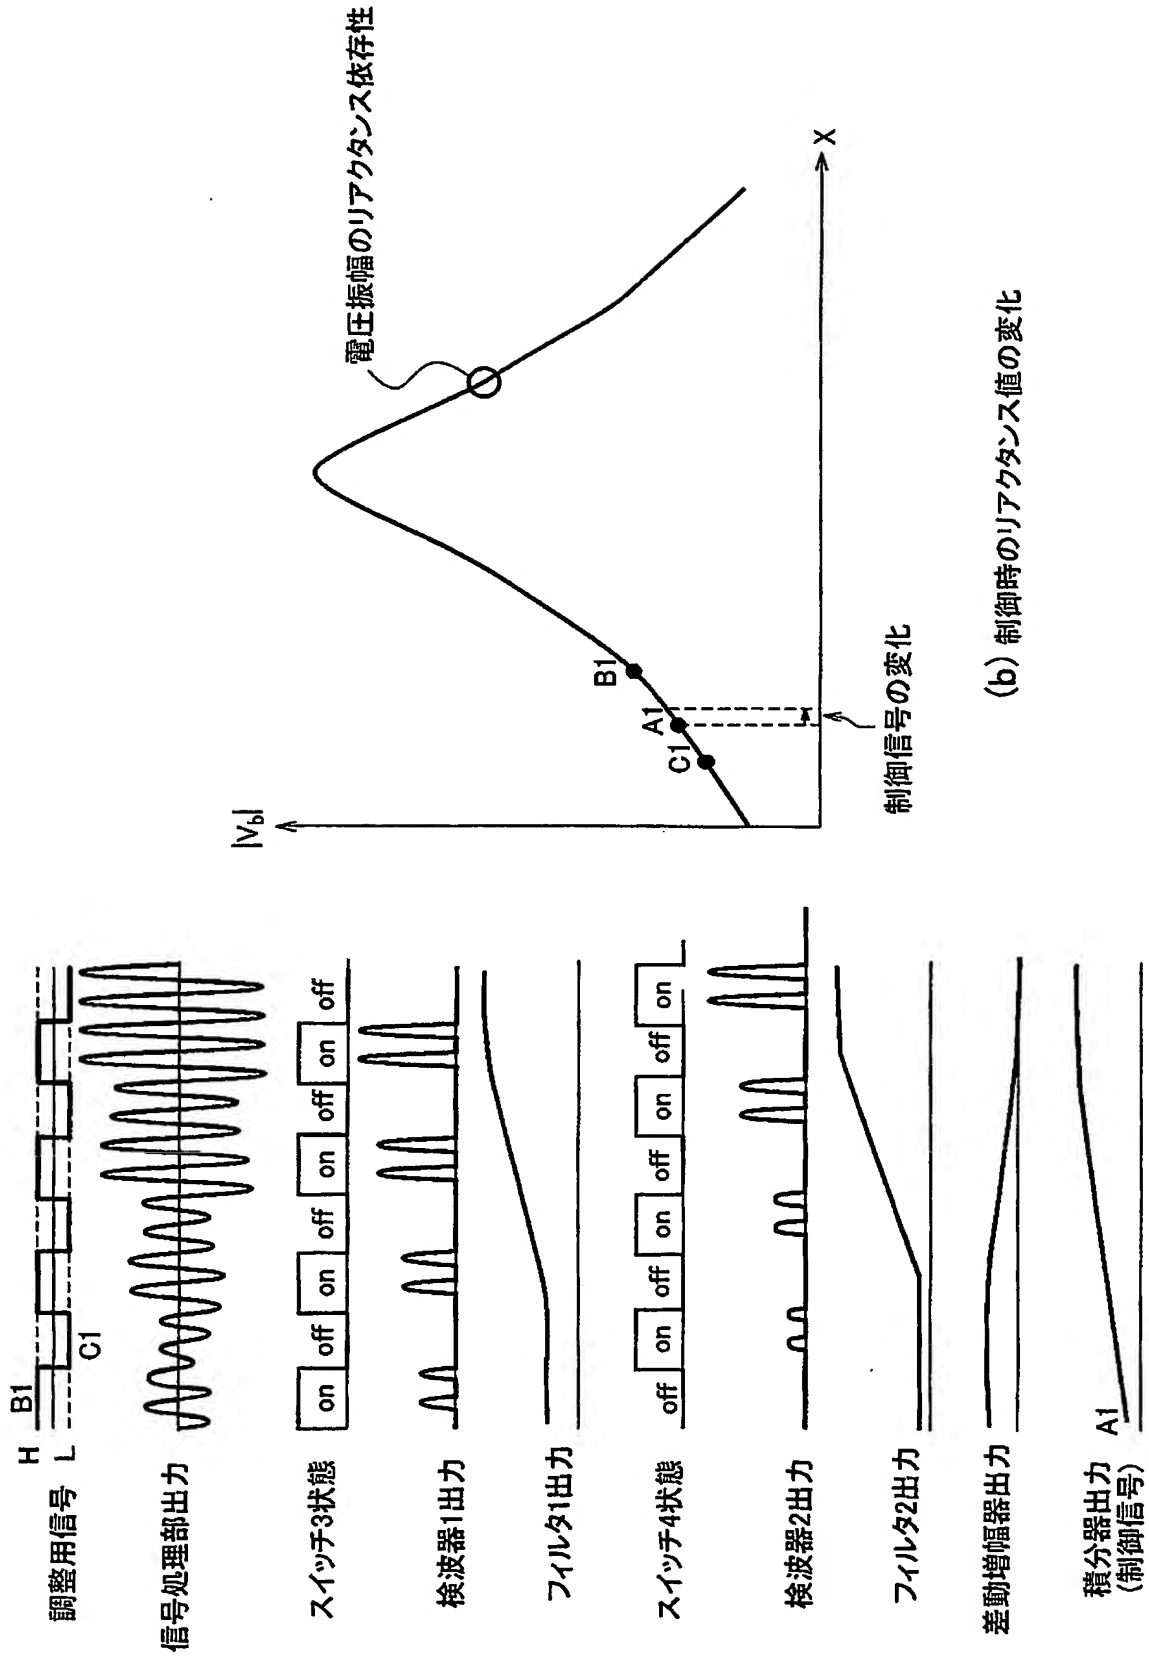 H
B1
L
C1
調整用信号
信号処理部出力
スイッチ3状態
on off on off on off on off
検波器1出力
フィルタ1出力
スイッチ4状態
off on off on off on off on
検波器2出力
フィルタ2出力
差動増幅器出力
積分器出力
(制御信号)
A1
|Vb|
電圧振幅のリアクタンス依存性
B1
A1
C1
X
制御信号の変化
(b) 制御時のリアクタンス値の変化